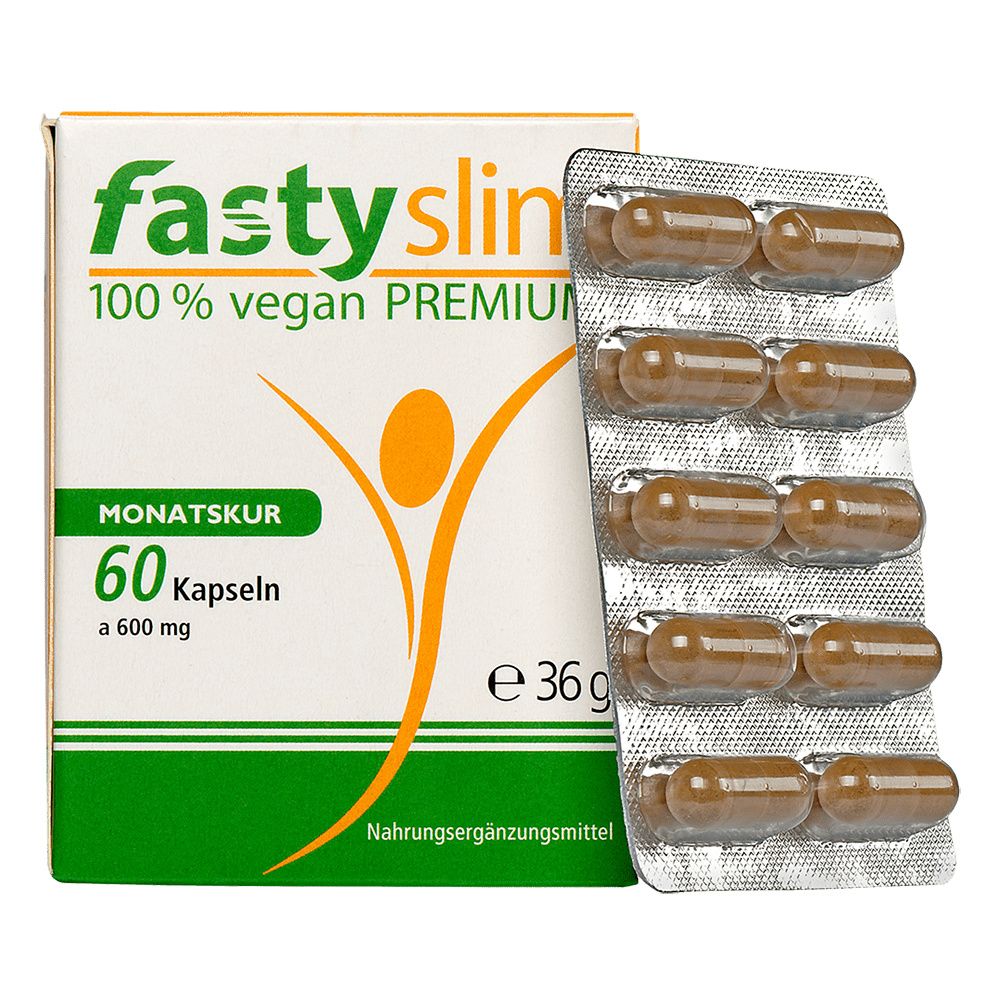 fastyslim
100 % vegan PREMIUM
MONATSKUR
60 Kapseln
a 600 mg
℮ 36 g
Nahrungsergänzungsmittel